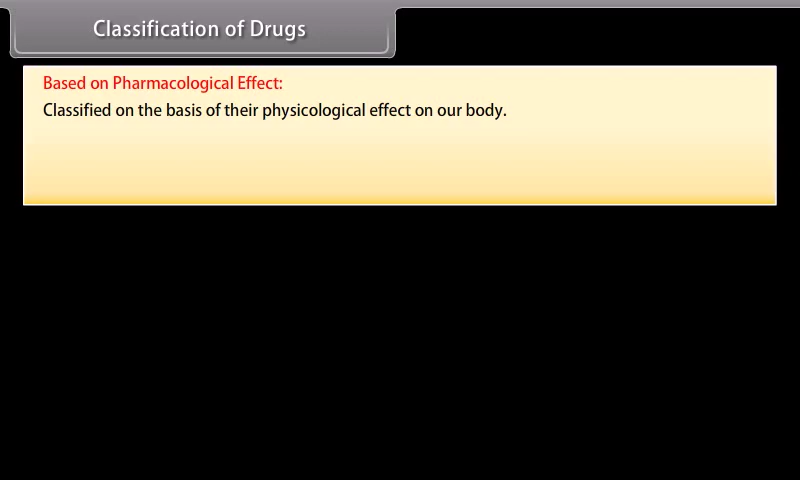 Classification of Drugs
Based on Pharmacological Effect:
Classified on the basis of their physicological effect on our body.